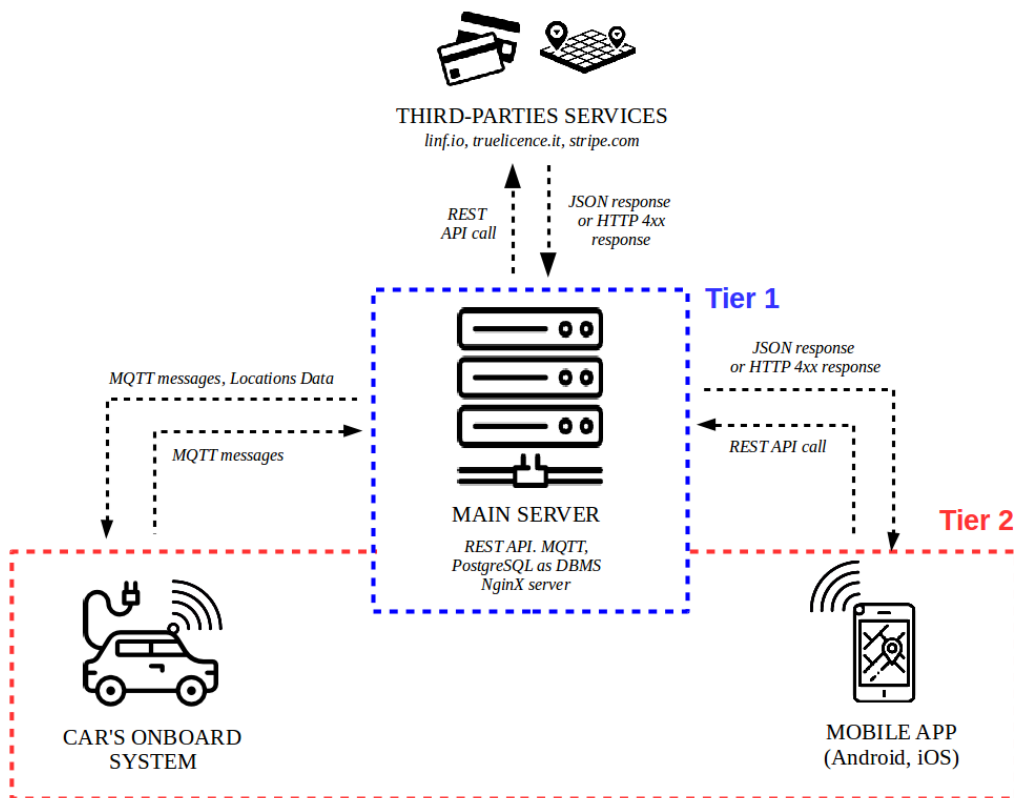 THIRD-PARTIES SERVICES
linf.io, truelicence.it, stripe.com
REST
API call
JSON response
or HTTP 4xx
response
Tier 1
JSON response
or HTTP 4xx response
MQTT messages, Locations Data
REST API call
MQTT messages
MAIN SERVER
REST API. MQTT,
PostgreSQL as DBMS
NginX server
Tier 2
CAR'S ONBOARD
SYSTEM
MOBILE APP
(Android, iOS)